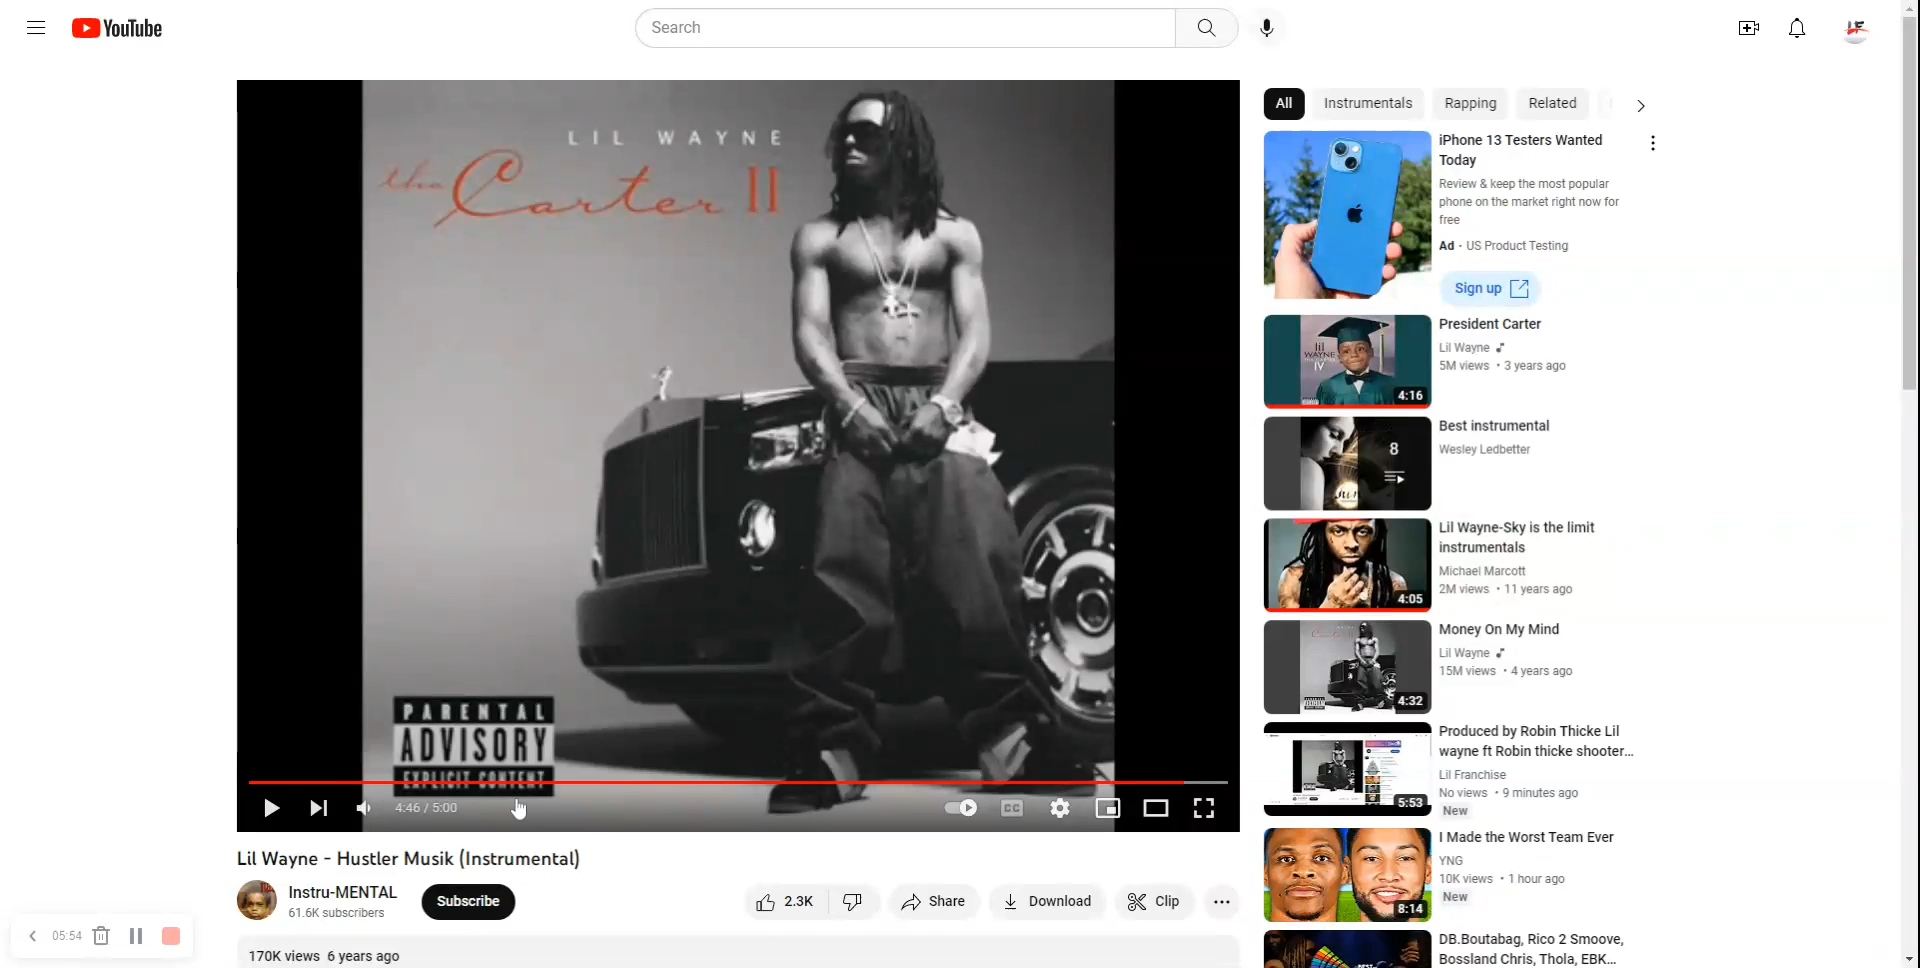 YouTube
Search
LIL WAYNE
tha Carter II
PARENTAL
ADVISORY
EXPLICIT CONTENT
4:46 / 5:00
CC
Lil Wayne - Hustler Musik (Instrumental)
Instru-MENTAL
61.6K subscribers
Subscribe
2.3K
Share
Download
Clip
05:54
170K views 6 years ago
All
Instrumentals
Rapping
Related
iPhone 13 Testers Wanted
Today
Review & keep the most popular
phone on the market right now for
free
Ad · US Product Testing
Sign up
lil
WAYNE
IV
4:16
President Carter
Lil Wayne
5M views • 3 years ago
8
Best instrumental
Wesley Ledbetter
4:05
Lil Wayne-Sky is the limit
instrumentals
Michael Marcott
2M views • 11 years ago
4:32
Money On My Mind
Lil Wayne
15M views • 4 years ago
5:53
Produced by Robin Thicke Lil
wayne ft Robin thicke shooter...
Lil Franchise
No views • 9 minutes ago
New
8:14
I Made the Worst Team Ever
YNG
10K views • 1 hour ago
New
DB.Boutabag, Rico 2 Smoove,
Bossland Chris, Thola, EBK...